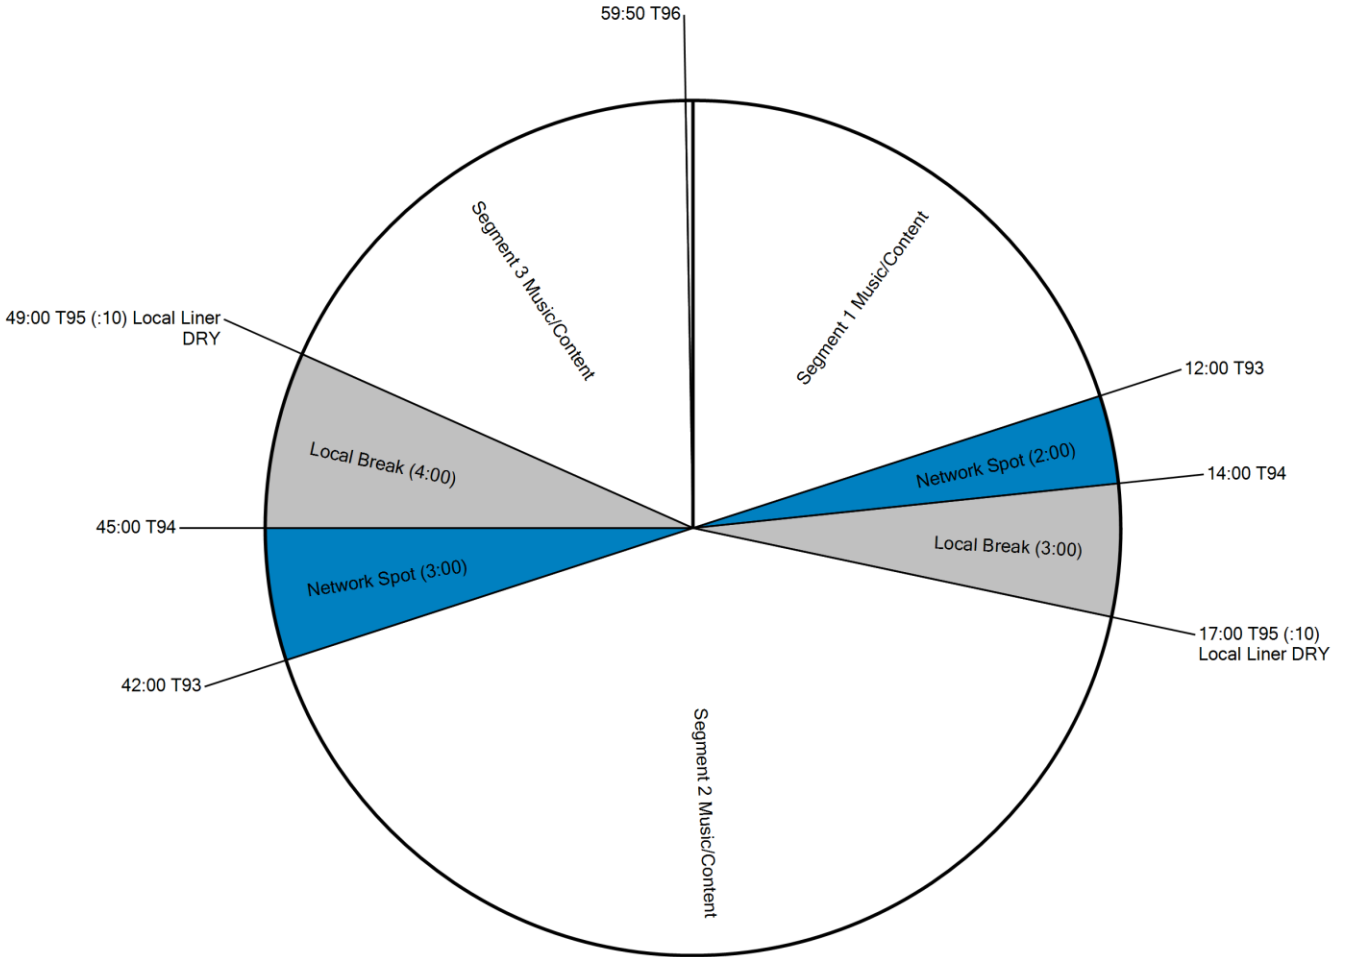 59:50 T96
Segment 1 Music/Content
12:00 T93
Network Spot (2:00)
14:00 T94
Local Break (3:00)
17:00 T95 (:10)
Local Liner DRY
Segment 2 Music/Content
42:00 T93
Network Spot (3:00)
45:00 T94
Local Break (4:00)
49:00 T95 (:10) Local Liner
DRY
Segment 3 Music/Content